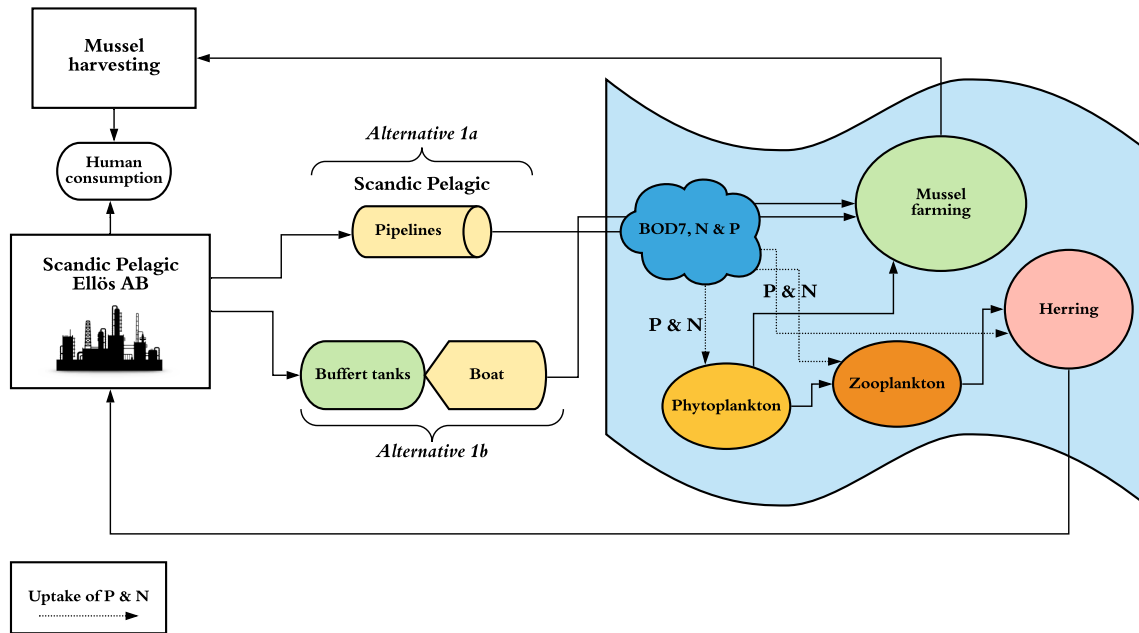 Mussel
harvesting
Human
consumption
Scandic Pelagic
Ellös AB
Alternative 1a
Scandic Pelagic
Pipelines
Buffert tanks
Boat
Alternative 1b
BOD7, N & P
Mussel
farming
P & N
P & N
Herring
Phytoplankton
Zooplankton
Uptake of P & N